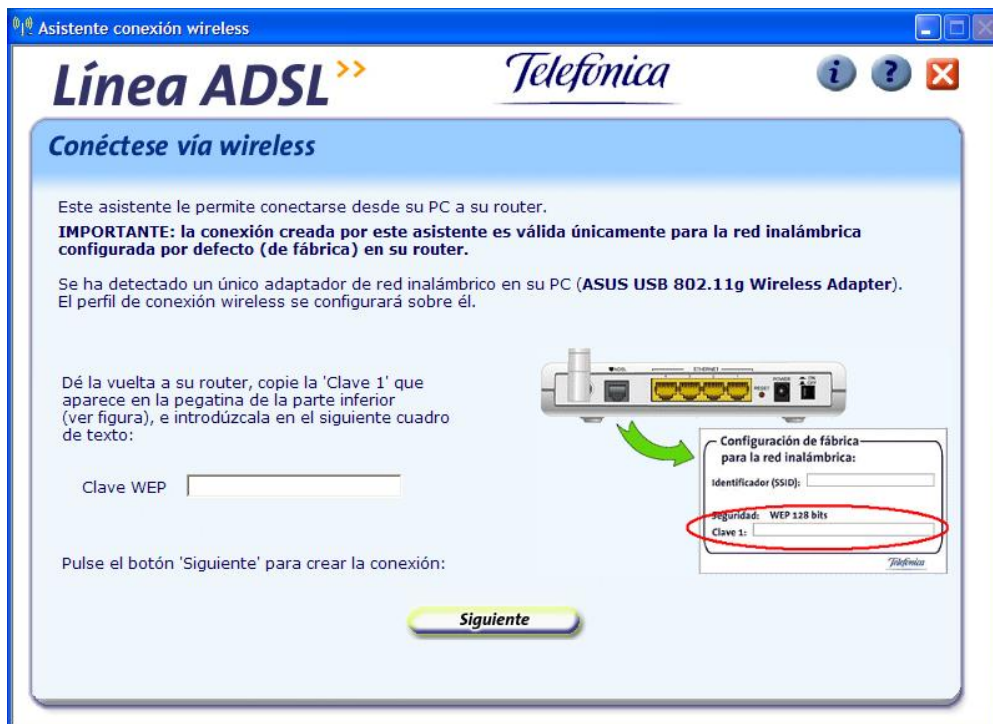 Asistente conexión wireless
Línea ADSL >>
Telefónica
Conéctese vía wireless
Este asistente le permite conectarse desde su PC a su router.
IMPORTANTE: la conexión creada por este asistente es válida únicamente para la red inalámbrica
configurada por defecto (de fábrica) en su router.
Se ha detectado un único adaptador de red inalámbrico en su PC (ASUS USB 802.11g Wireless Adapter).
El perfil de conexión wireless se configurará sobre él.
Dé la vuelta a su router, copie la 'Clave 1' que
aparece en la pegatina de la parte inferior
(ver figura), e introdúzcala en el siguiente cuadro
de texto:
Clave WEP
Pulse el botón 'Siguiente' para crear la conexión:
ADSL
ETHERNET
RESET
POWER
ON
OFF
Configuración de fábrica
para la red inalámbrica:
Identificador (SSID):
Seguridad: WEP 128 bits
Clave 1:
Telefónica
Siguiente